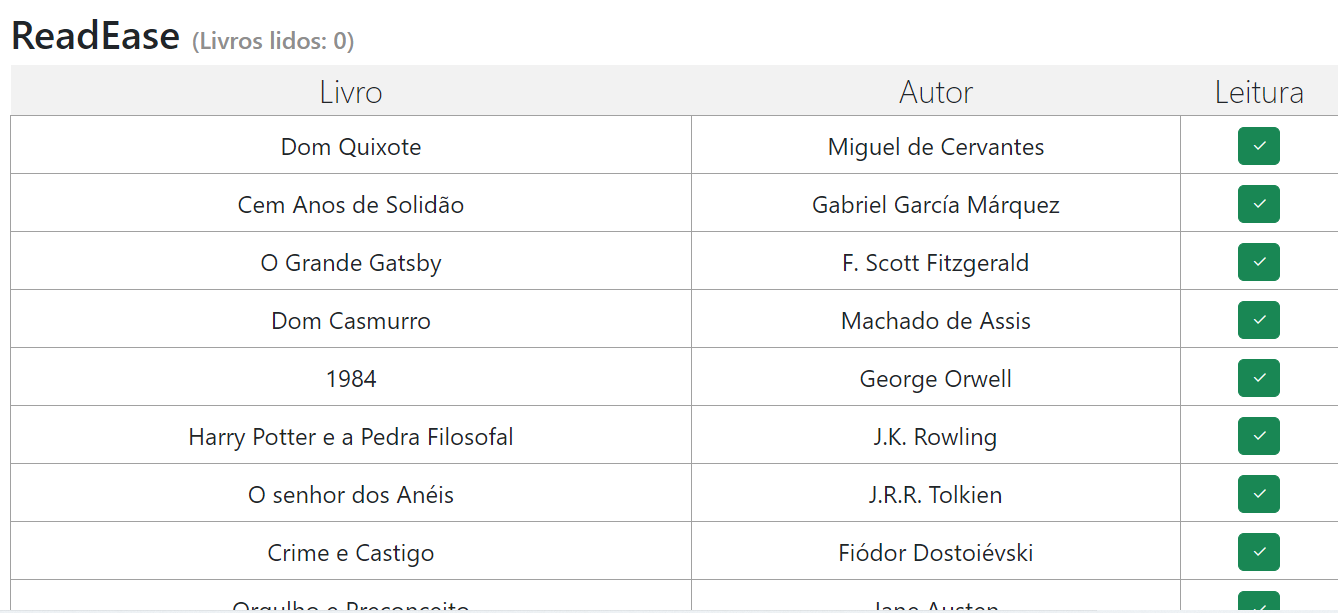 ReadEase (Livros lidos: 0)
Livro Autor Leitura
Dom Quixote Miguel de Cervantes
Cem Anos de Solidão Gabriel García Márquez
O Grande Gatsby F. Scott Fitzgerald
Dom Casmurro Machado de Assis
1984 George Orwell
Harry Potter e a Pedra Filosofal J.K. Rowling
O senhor dos Anéis J.R.R. Tolkien
Crime e Castigo Fiódor Dostoiévski
Orgulho e Preconceito Jane Austen